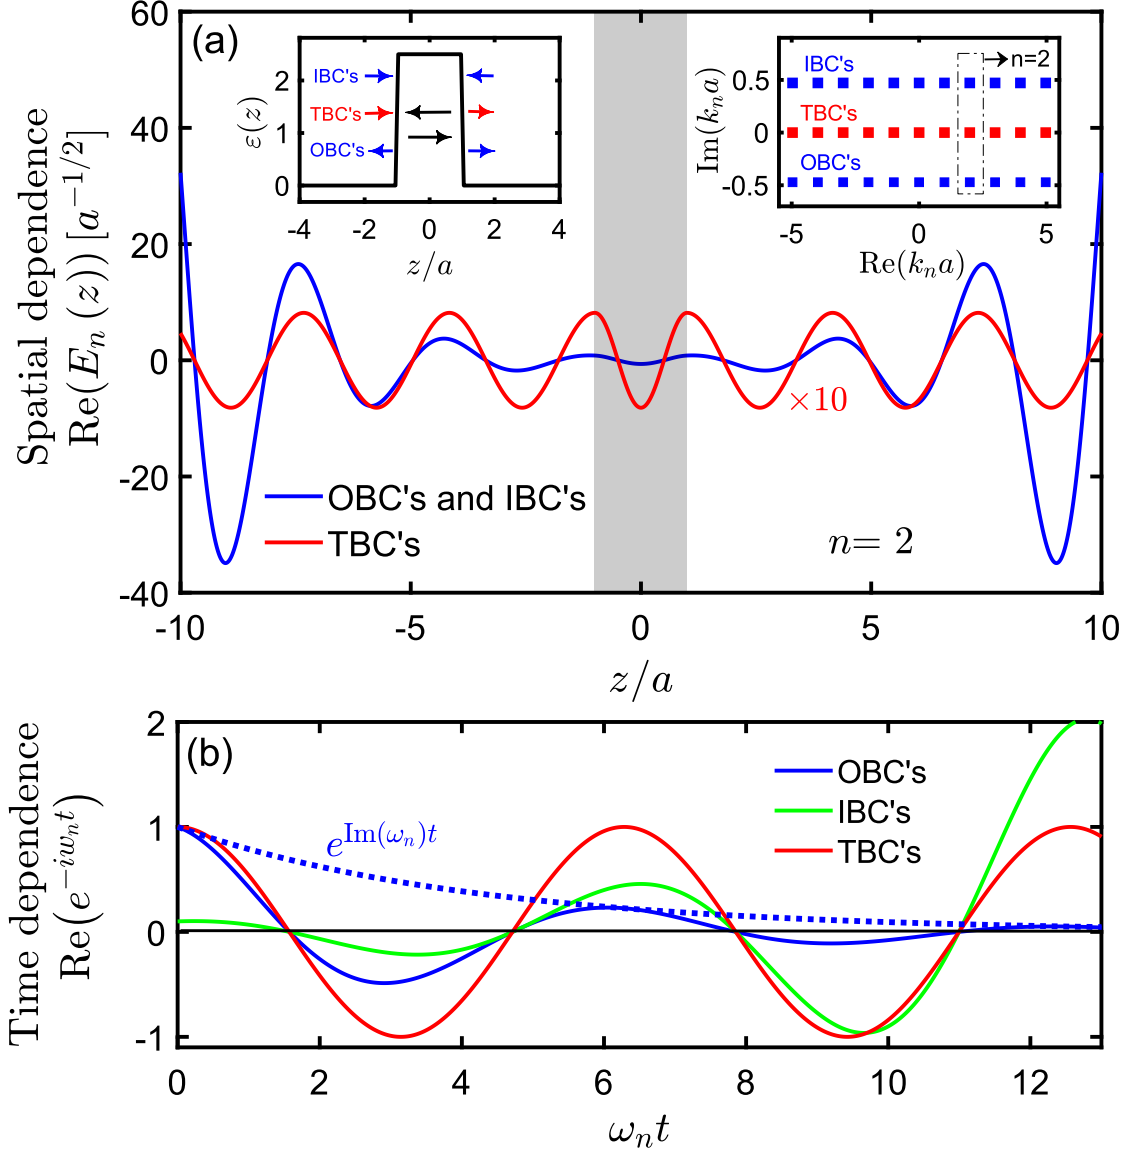 (a)
60
40
20
0
-20
-40
Spatial dependence
Re(E_n (z)) [a^{-1/2}]
ε(z)
2
1
0
IBC's
TBC's
OBC's
-4
-2
0
2
4
z/a
Im(k_n a)
0.5
0
-0.5
IBC's
n=2
TBC's
OBC's
-5
0
5
Re(k_n a)
×10
OBC's and IBC's
TBC's
n= 2
-10
-5
0
5
10
z/a
(b)
2
1
0
-1
Time dependence
Re(e^{-iw_n t})
e^{Im(ω_n)t}
OBC's
IBC's
TBC's
0
2
4
6
8
10
12
ω_n t